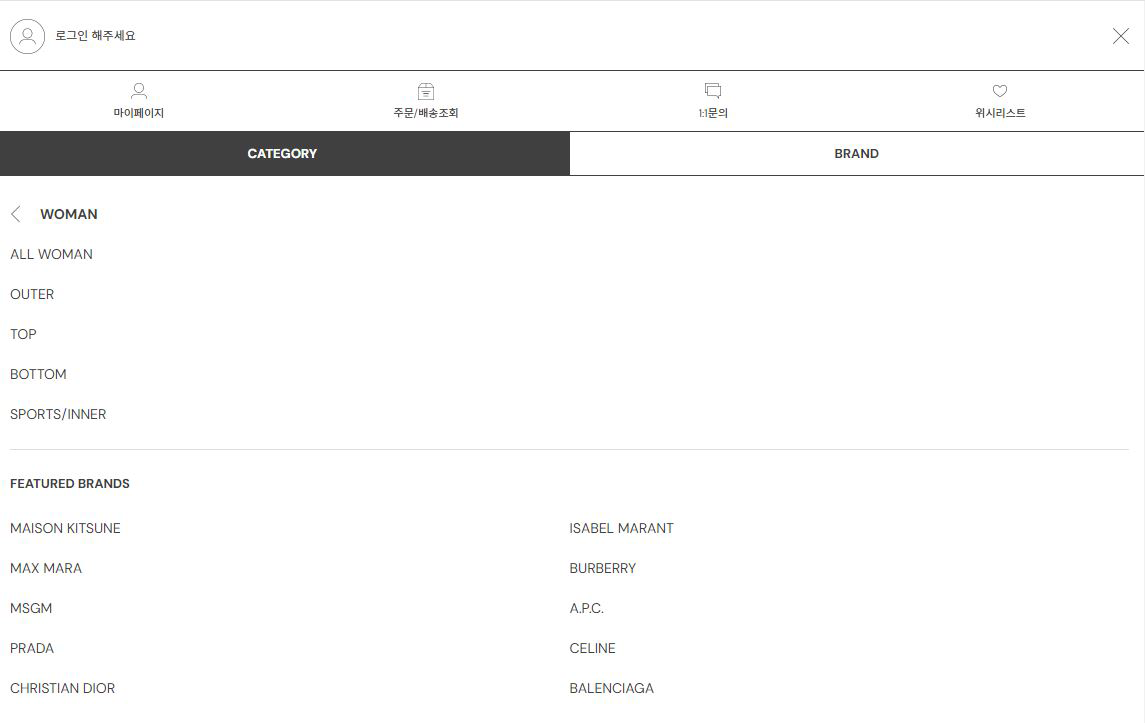 로그인 해주세요
마이페이지 주문/배송조회 1:1문의 위시리스트
CATEGORY BRAND
WOMAN
ALL WOMAN
OUTER
TOP
BOTTOM
SPORTS/INNER
FEATURED BRANDS
MAISON KITSUNE ISABEL MARANT
MAX MARA BURBERRY
MSGM A.P.C.
PRADA CELINE
CHRISTIAN DIOR BALENCIAGA